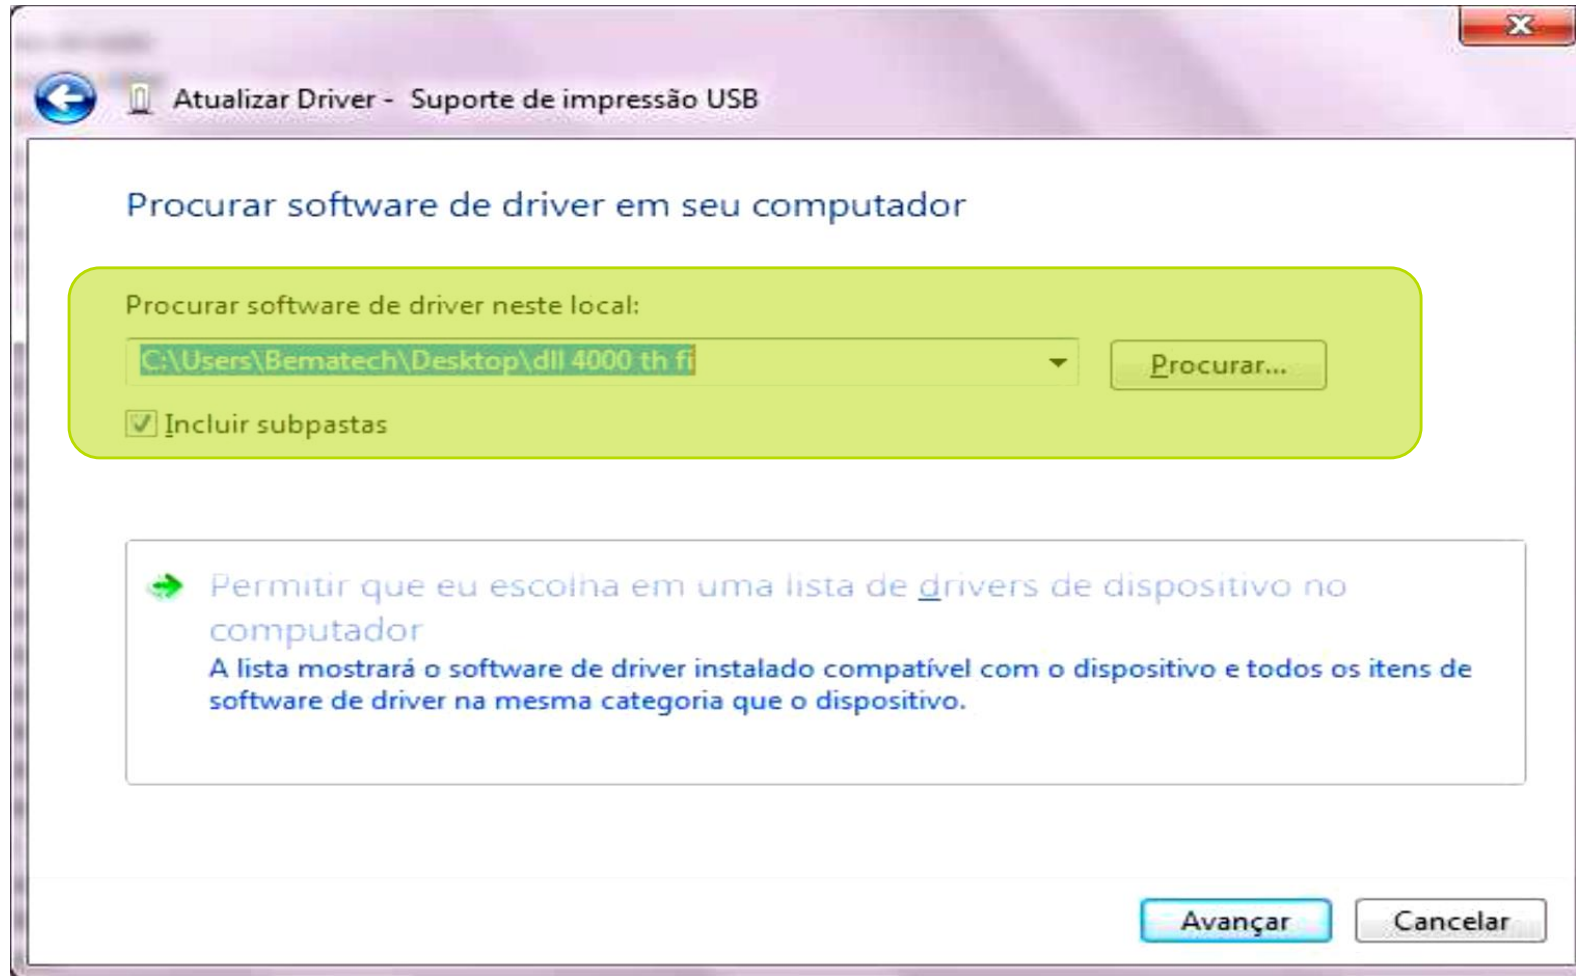 Atualizar Driver - Suporte de impressão USB
Procurar software de driver em seu computador
Procurar software de driver neste local:
C:\Users\Bematech\Desktop\dll 4000 th fi
Procurar...
Incluir subpastas
Permitir que eu escolha em uma lista de drivers de dispositivo no
computador
A lista mostrará o software de driver instalado compatível com o dispositivo e todos os itens de
software de driver na mesma categoria que o dispositivo.
Avançar Cancelar